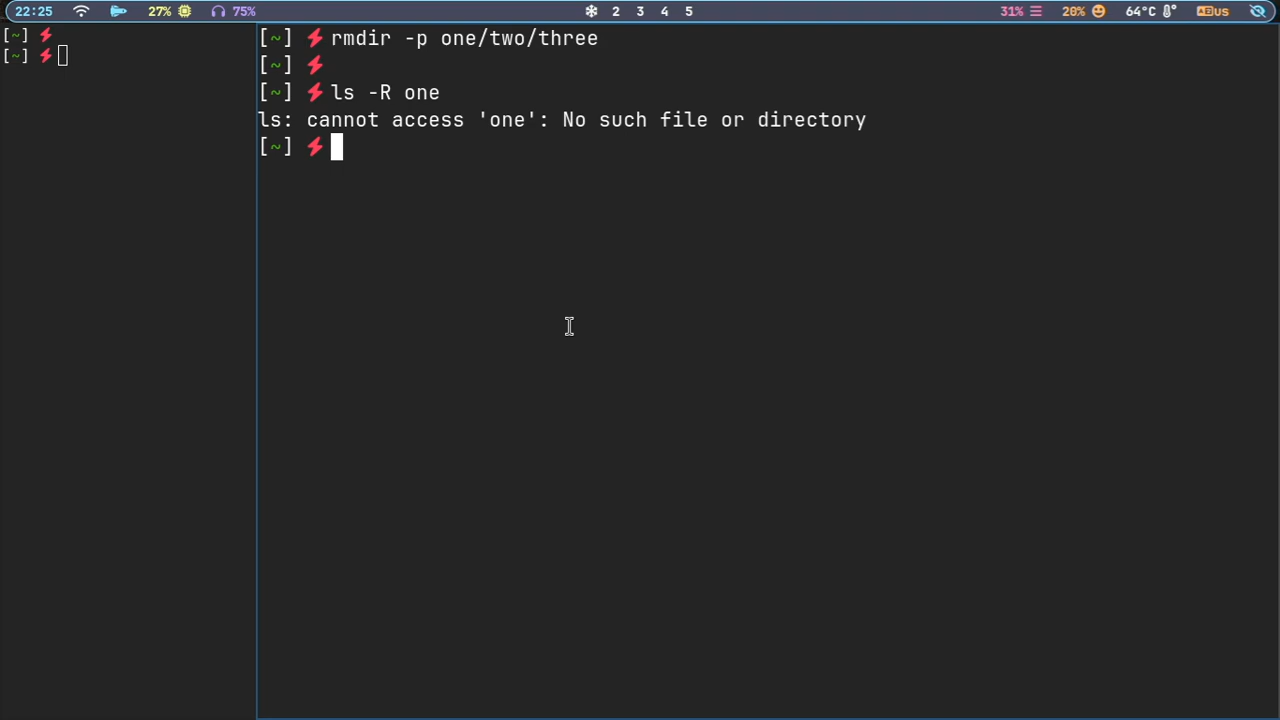 22:25 27% 75% 2 3 4 5 31% 20% 64°C us
[~]
[~]
[~] rmdir -p one/two/three
[~]
[~] ls -R one
ls: cannot access 'one': No such file or directory
[~]